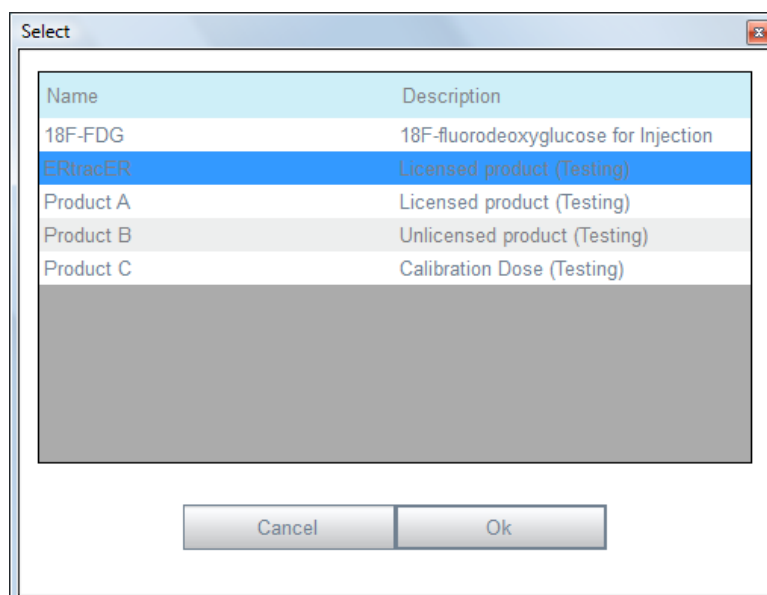 Select
Name Description
18F-FDG 18F-fluorodeoxyglucose for Injection
ERtracER Licensed product (Testing)
Product A Licensed product (Testing)
Product B Unlicensed product (Testing)
Product C Calibration Dose (Testing)
Cancel Ok